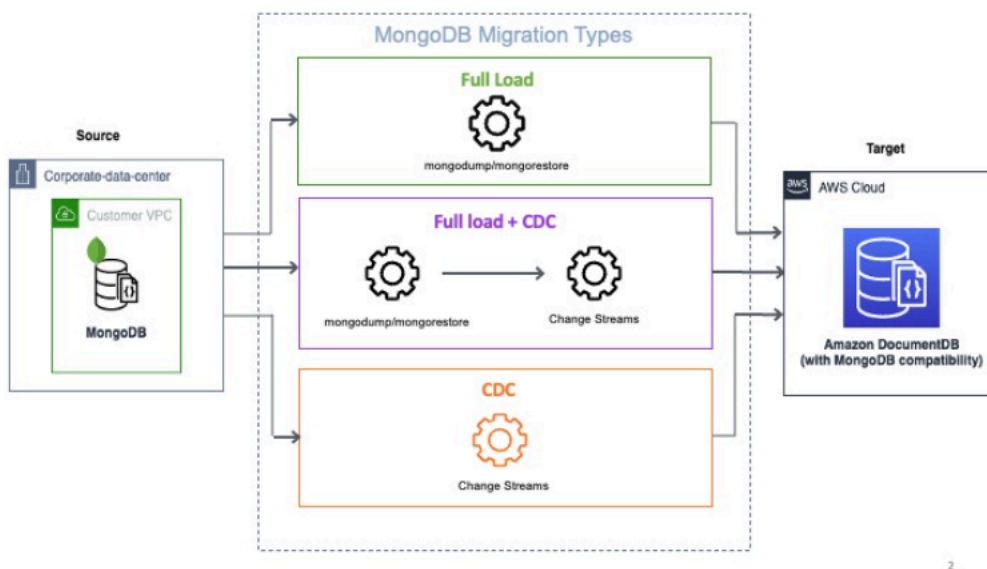 MongoDB Migration Types
Full Load
mongodump/mongorestore
Source
Corporate-data-center
Customer VPC
MongoDB
Full load + CDC
mongodump/mongorestore
Change Streams
CDC
Change Streams
Target
aws
AWS Cloud
{}
Amazon DocumentDB
(with MongoDB compatibility)
2